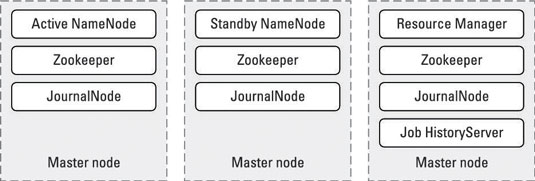 Active NameNode
Zookeeper
JournalNode
Master node
Standby NameNode
Zookeeper
JournalNode
Master node
Resource Manager
Zookeeper
JournalNode
Job HistoryServer
Master node